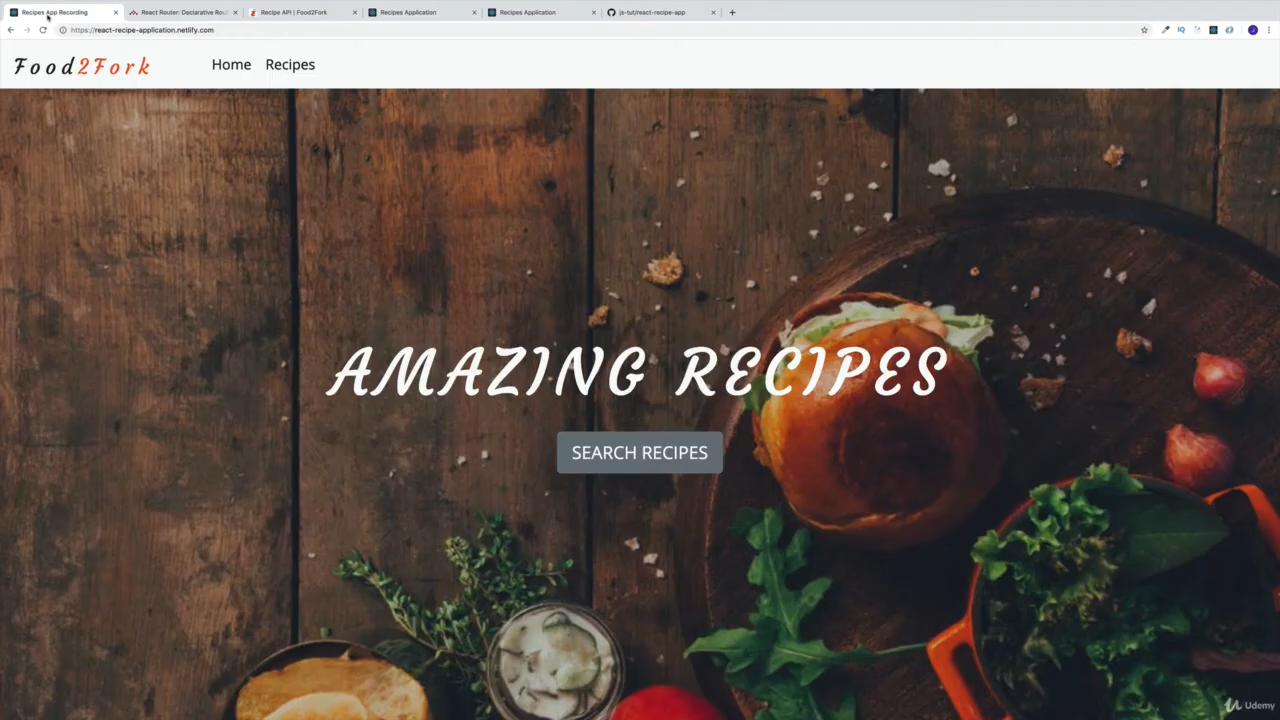 Recipes App Recording
React Router: Declarative Rou
Recipe API | Food2Fork
Recipes Application
Recipes Application
js-tut/react-recipe-app
https://react-recipe-application.netlify.com
Food2Fork
Home
Recipes
AMAZING RECIPES
SEARCH RECIPES
Udemy